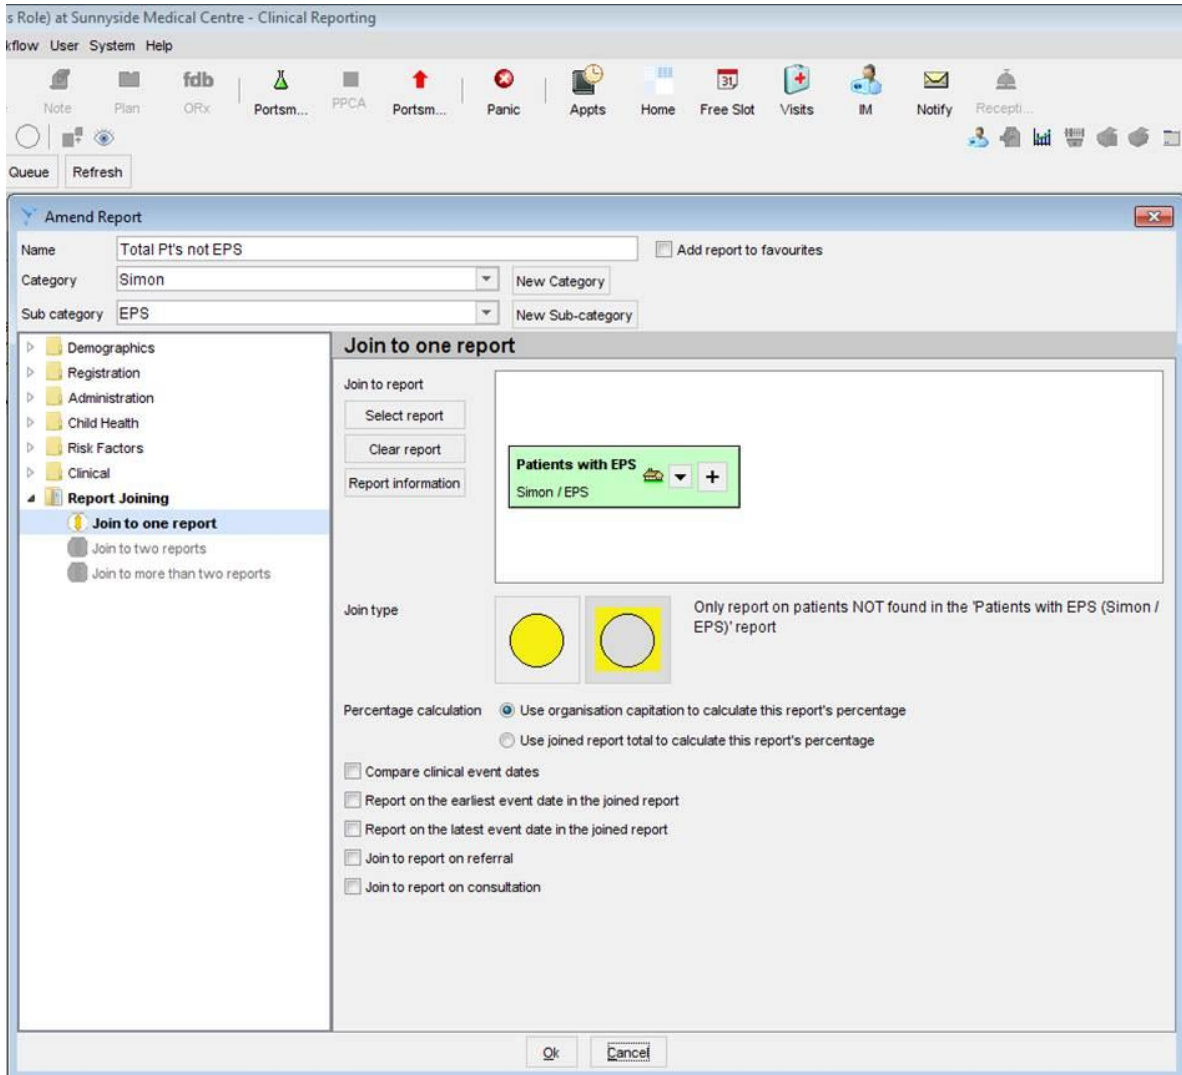 s Role) at Sunnyside Medical Centre - Clinical Reporting
kflow User System Help
Note Plan fdb ORx Portsm... PPCA Portsm... Panic Appts Home 31 Free Slot Visits IM Notify Recepti...
Queue Refresh
Amend Report
Name Total Pt's not EPS Add report to favourites
Category Simon New Category
Sub category EPS New Sub-category
Demographics
Registration
Administration
Child Health
Risk Factors
Clinical
Report Joining
Join to one report
Join to two reports
Join to more than two reports
Join to one report
Join to report
Select report
Clear report
Report information
Patients with EPS
Simon / EPS
Join type
Only report on patients NOT found in the 'Patients with EPS (Simon /
EPS)' report
Percentage calculation Use organisation capitation to calculate this report's percentage
Use joined report total to calculate this report's percentage
Compare clinical event dates
Report on the earliest event date in the joined report
Report on the latest event date in the joined report
Join to report on referral
Join to report on consultation
Ok Cancel